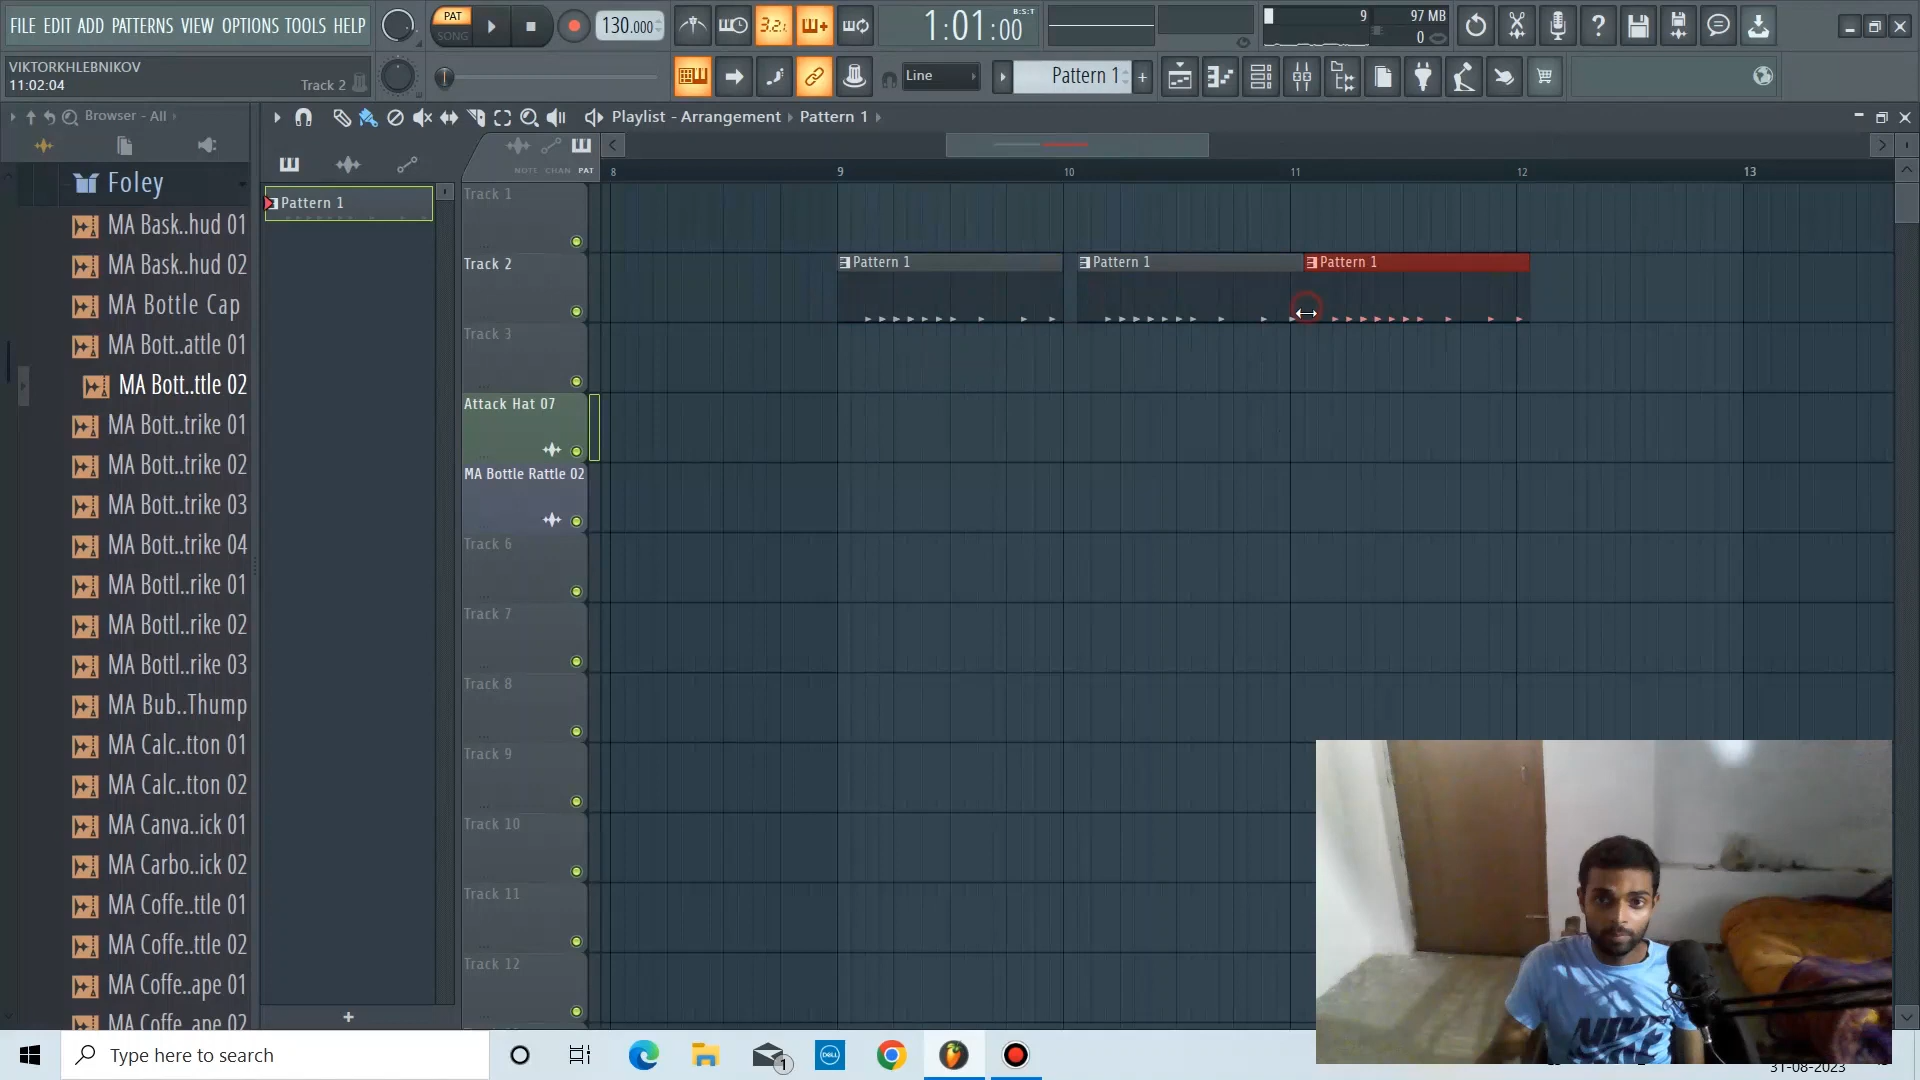 FILE EDIT ADD PATTERNS VIEW OPTIONS TOOLS HELP
PAT
SONG
130.000
3.2.
1:01:00
B:S:T
9
97 MB
0
VIKTORKHLEBNIKOV
11:02:04
Track 2
Line
Pattern 1
+
Browser - All
Playlist - Arrangement
Pattern 1
NOTE CHAN PAT
8
9
10
11
12
13
Foley
MA Bask..hud 01
MA Bask..hud 02
MA Bottle Cap
MA Bott..attle 01
MA Bott..ttle 02
MA Bott..trike 01
MA Bott..trike 02
MA Bott..trike 03
MA Bott..trike 04
MA Bottl..rike 01
MA Bottl..rike 02
MA Bottl..rike 03
MA Bub..Thump
MA Calc..tton 01
MA Calc..tton 02
MA Canva..ick 01
MA Carbo..ick 02
MA Coffe..ttle 01
MA Coffe..ttle 02
MA Coffe..ape 01
MA Coffe..ape 02
Pattern 1
+
Track 1
Track 2
Track 3
Attack Hat 07
MA Bottle Rattle 02
Track 6
Track 7
Track 8
Track 9
Track 10
Track 11
Track 12
Pattern 1
Pattern 1
Pattern 1
NIKE
Type here to search
1
DELL
31-08-2023